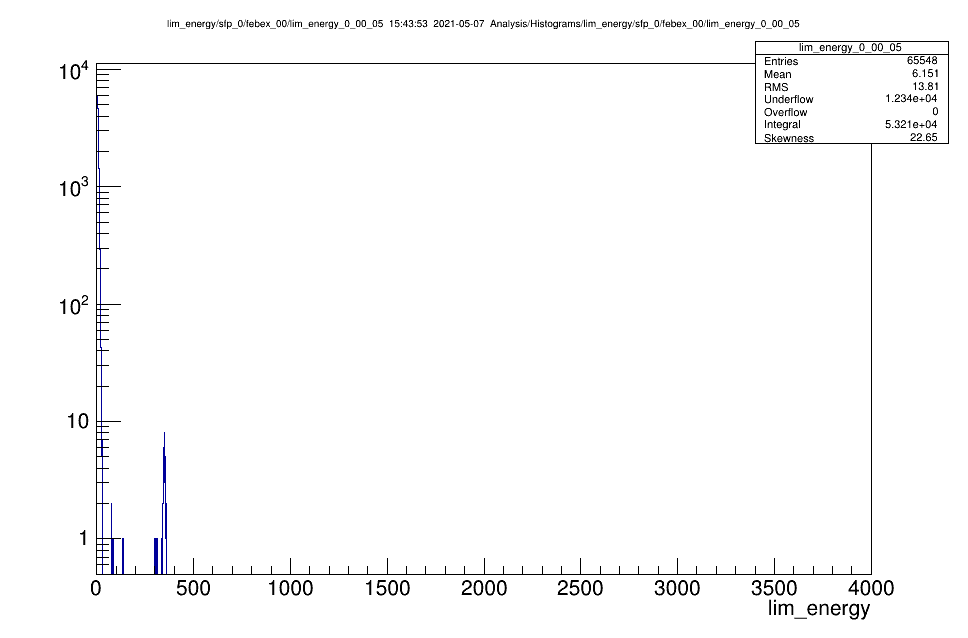 lim_energy/sfp_0/febex_00/lim_energy_0_00_05 15:43:53 2021-05-07 Analysis/Histograms/lim_energy/sfp_0/febex_00/lim_energy_0_00_05
lim_energy_0_00_05
Entries 65548
Mean 6.151
RMS 13.81
Underflow 1.234e+04
Overflow 0
Integral 5.321e+04
Skewness 22.65
10^4
10^3
10^2
10
1
0 500 1000 1500 2000 2500 3000 3500 4000
lim_energy